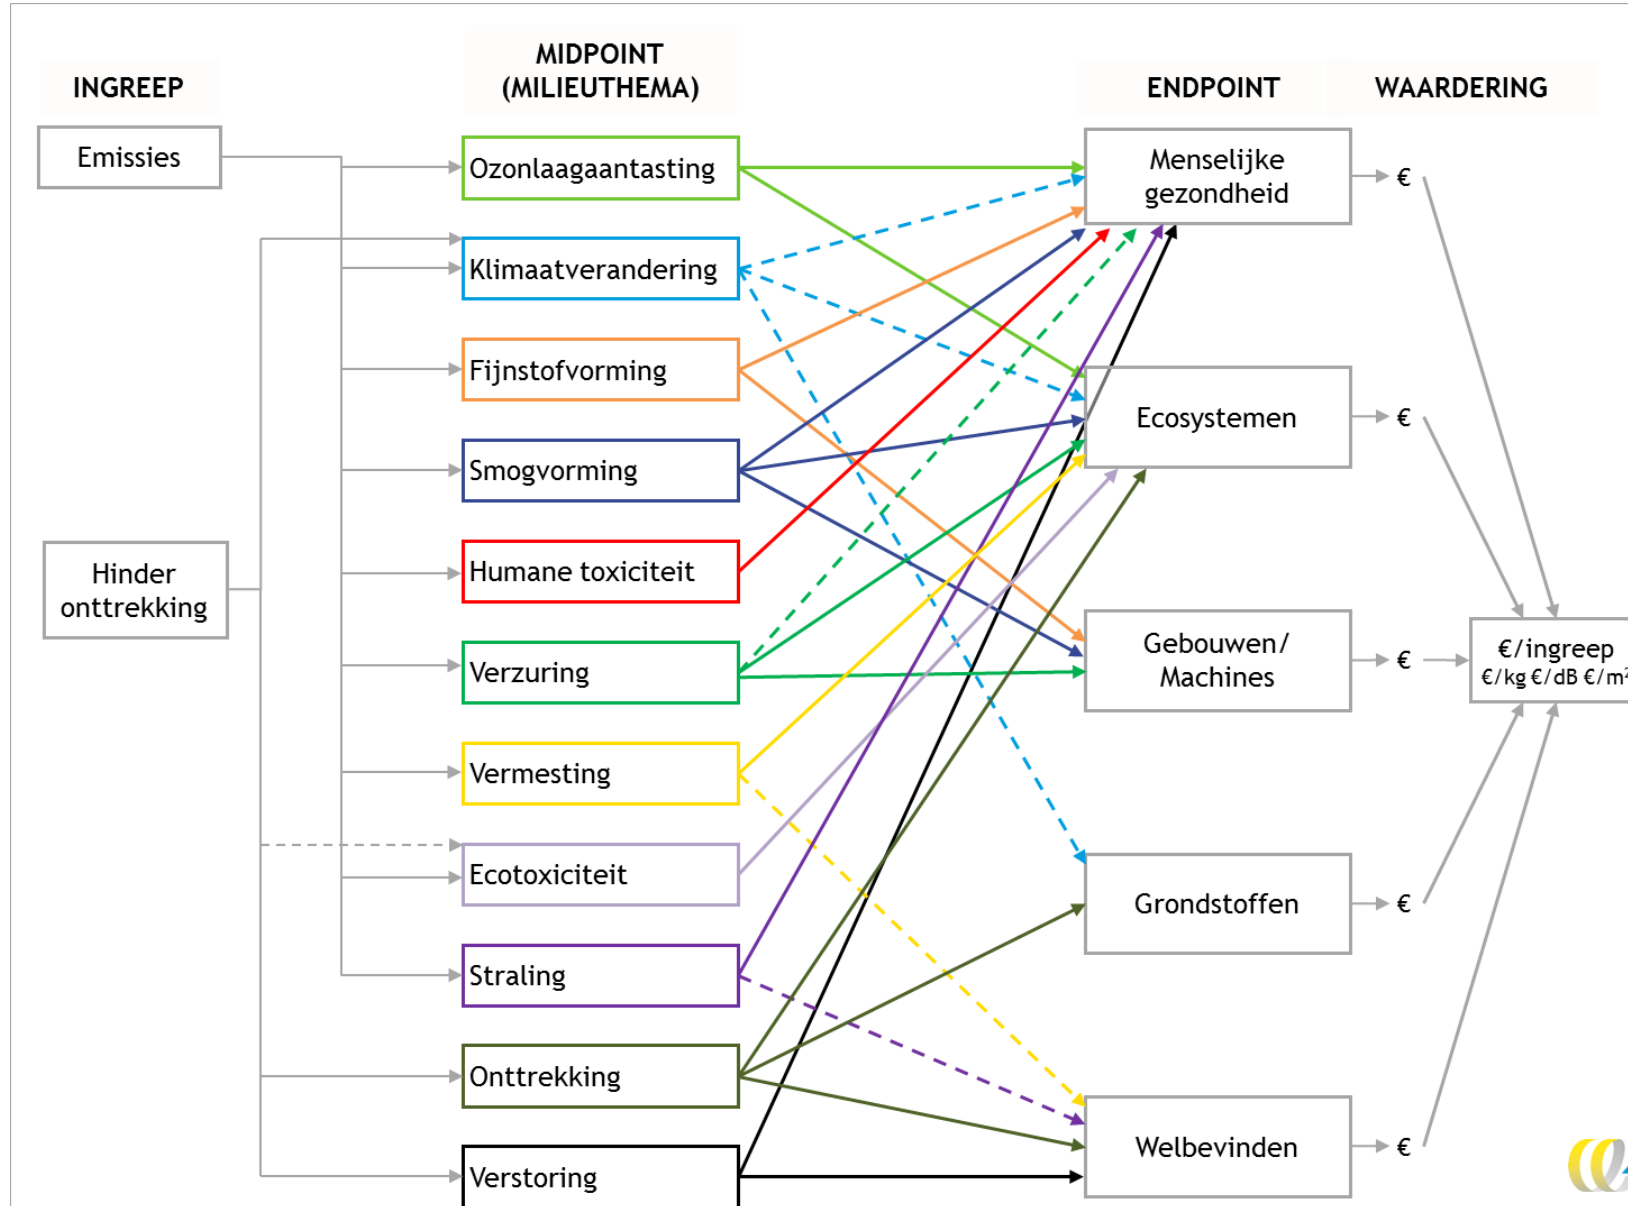 INGREEP
MIDPOINT
(MILIEUTHEMA)
ENDPOINT
WAARDERING
Emissies
Hinder
onttrekking
Ozonlaagaantasting
Klimaatverandering
Fijnstofvorming
Smogvorming
Humane toxiciteit
Verzuring
Vermesting
Ecotoxiciteit
Straling
Onttrekking
Verstoring
Menselijke
gezondheid
Ecosystemen
Gebouwen/
Machines
Grondstoffen
Welbevinden
€
€
€
€
€
€/ingreep
€/kg €/dB €/m²